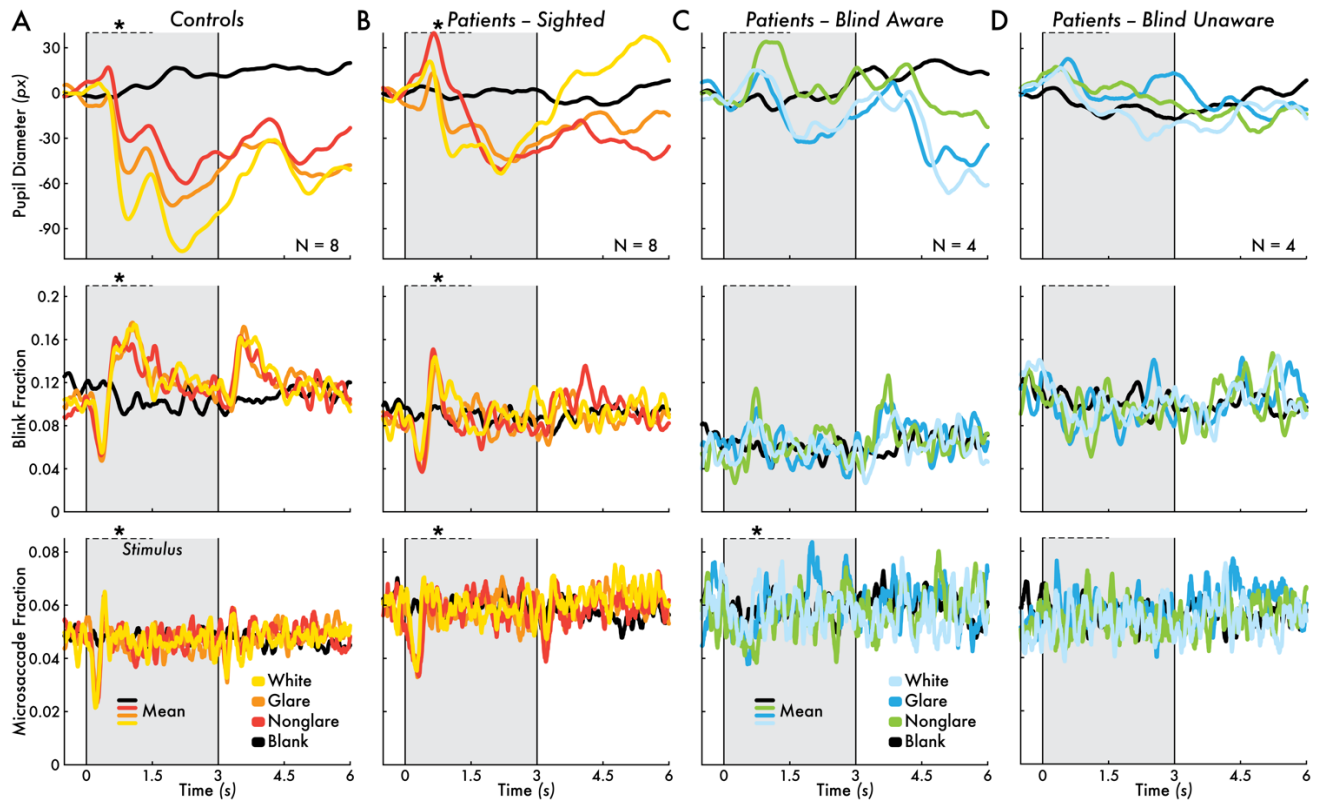 A
Controls
B
Patients – Sighted
C
Patients – Blind Aware
D
Patients – Blind Unaware
*
*
Pupil Diameter (px)
30
0
-30
-60
-90
N = 8
N = 8
N = 4
N = 4
*
*
Blink Fraction
0.2
0.16
0.12
0.08
0.04
0
*
*
*
Microsaccade Fraction
0.08
0.06
0.04
0.02
0
Stimulus
Mean
White
Glare
Nonglare
Blank
Mean
White
Glare
Nonglare
Blank
0 1.5 3 4.5 6
0 1.5 3 4.5 6
0 1.5 3 4.5 6
0 1.5 3 4.5 6
Time (s)
Time (s)
Time (s)
Time (s)